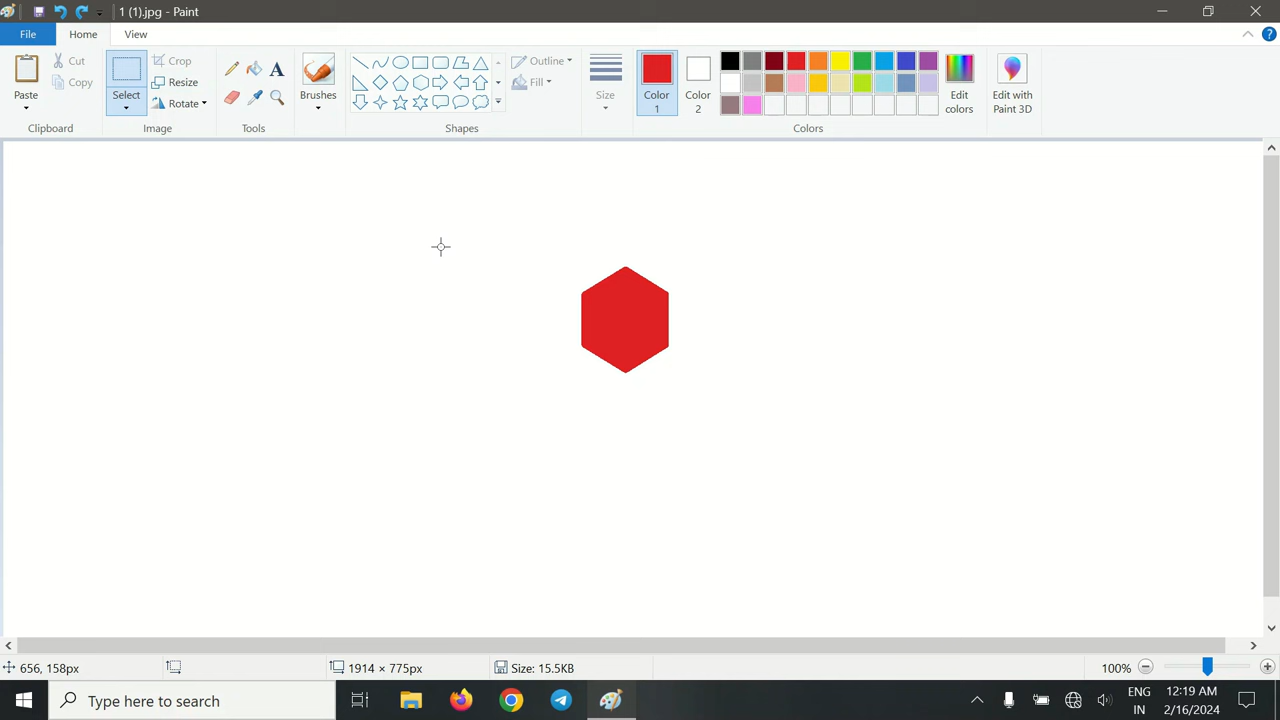 1 (1).jpg - Paint
File Home View
Paste Cut Copy Clipboard
Select Crop Resize Rotate Image
A Tools
Brushes
Shapes Outline Fill
Size
Color 1 Color 2 Colors
Edit colors
Edit with Paint 3D
656, 158px 1914 × 775px Size: 15.5KB 100%
Type here to search
ENG IN
12:19 AM
2/16/2024